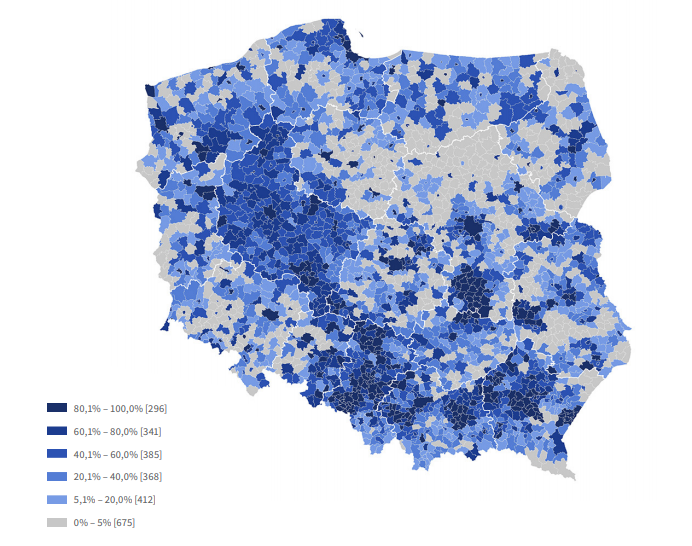 80,1% – 100,0% [296]
60,1% – 80,0% [341]
40,1% – 60,0% [385]
20,1% – 40,0% [368]
5,1% – 20,0% [412]
0% – 5% [675]